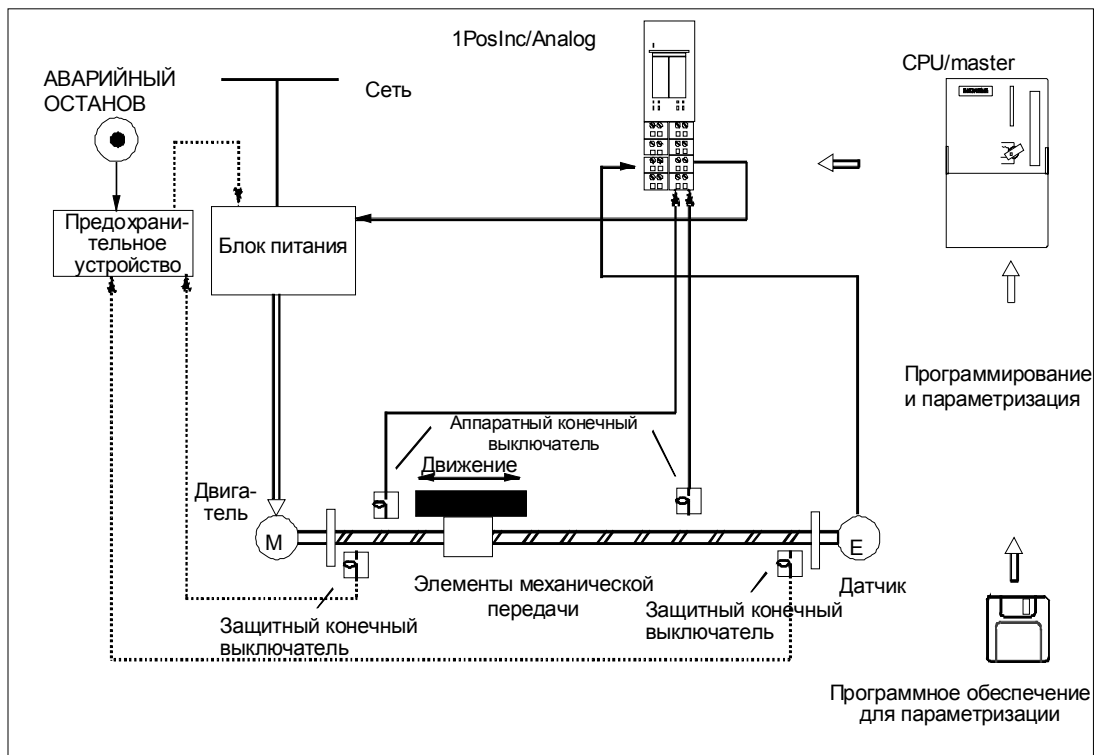 1PosInc/Analog
CPU/master
АВАРИЙНЫЙ
ОСТАНОВ
Сеть
SIEMENS
Предохрани-
тельное
устройство
Блок питания
Программирование
и параметризация
Аппаратный конечный
выключатель
Движение
Двига-
тель
M
E
Элементы механической
передачи
Датчик
Защитный конечный
выключатель
Защитный конечный
выключатель
Программное обеспечение
для параметризации